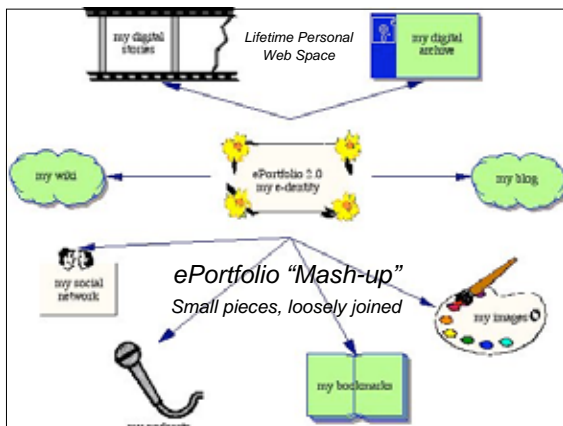 my digital
stories
Lifetime Personal
Web Space
my digital
archive
my wiki
ePortfolio 2.0
my e-dentity
my blog
my social
network
ePortfolio “Mash-up”
Small pieces, loosely joined
my images
my bookmarks